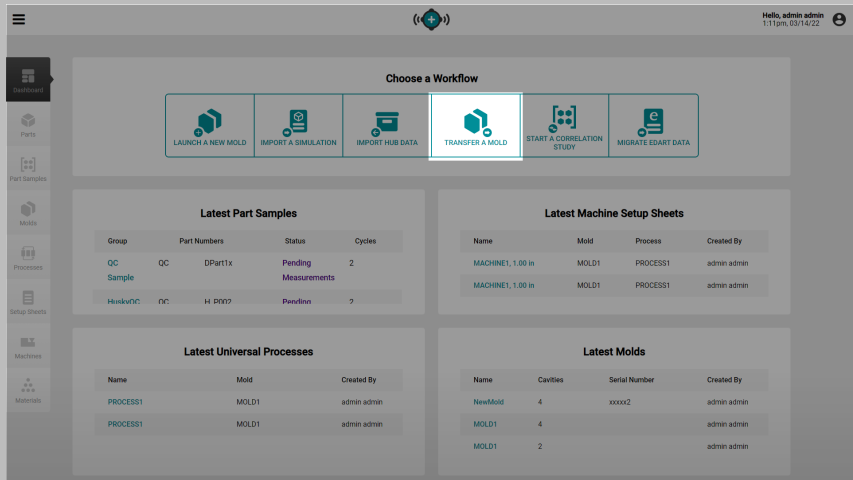 Hello, admin admin
1:11pm, 03/14/22
Dashboard
Parts
Part Samples
Molds
Processes
Setup Sheets
Machines
Materials
Choose a Workflow
LAUNCH A NEW MOLD
IMPORT A SIMULATION
IMPORT HUB DATA
TRANSFER A MOLD
START A CORRELATION
STUDY
e
MIGRATE EDART DATA
Latest Part Samples
Group Part Numbers Status Cycles
QC QC DPart1x Pending 2
Sample Measurements
HuskyQC QC H_P002 Pending 2
Latest Machine Setup Sheets
Name Mold Process Created By
MACHINE1, 1.00 in MOLD1 PROCESS1 admin admin
MACHINE1, 1.00 in MOLD1 PROCESS1 admin admin
Latest Universal Processes
Name Mold Created By
PROCESS1 MOLD1 admin admin
PROCESS1 MOLD1 admin admin
Latest Molds
Name Cavities Serial Number Created By
NewMold 4 xxxxx2 admin admin
MOLD1 4 admin admin
MOLD1 2 admin admin